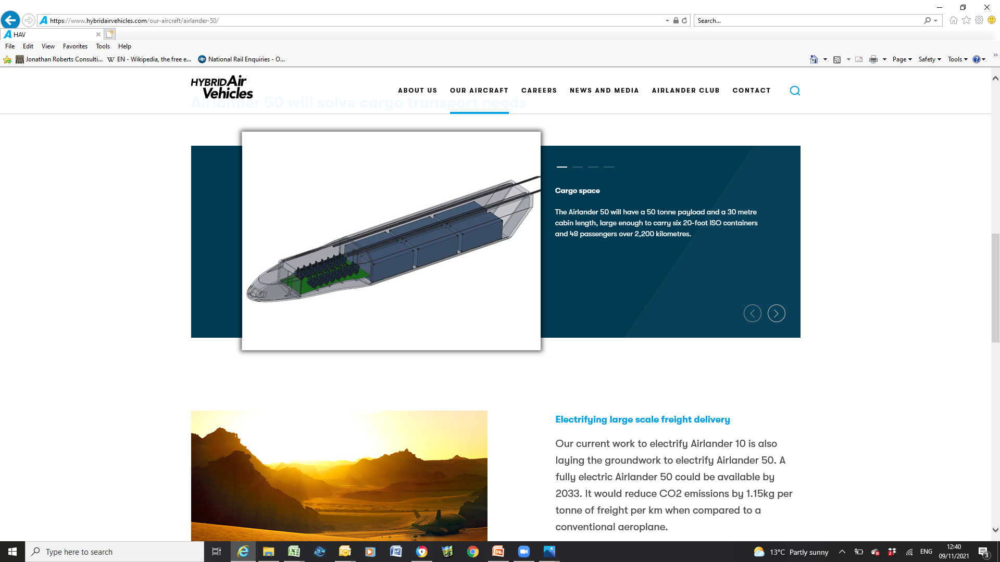 https://www.hybridairvehicles.com/our-aircraft/airlander-50/
Search...
HAV
File Edit View Favorites Tools Help
Jonathan Roberts Consulti... W EN - Wikipedia, the free e... National Rail Enquiries - O...
Page Safety Tools
HYBRID Air
Vehicles
ABOUT US OUR AIRCRAFT CAREERS NEWS AND MEDIA AIRLANDER CLUB CONTACT
Airlander 50 will solve cargo transport needs
Cargo space
The Airlander 50 will have a 50 tonne payload and a 30 metre
cabin length, large enough to carry six 20-foot ISO containers
and 48 passengers over 2,200 kilometres.
Electrifying large scale freight delivery
Our current work to electrify Airlander 10 is also
laying the groundwork to electrify Airlander 50. A
fully electric Airlander 50 could be available by
2033. It would reduce CO2 emissions by 1.15kg per
tonne of freight per km when compared to a
conventional aeroplane.
Type here to search
13°C Partly sunny
ENG
12:40
09/11/2021
3